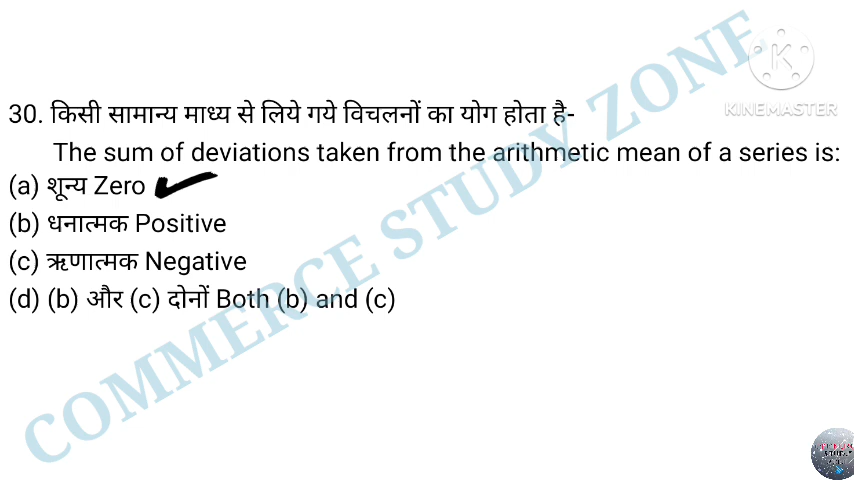 COMMERCE STUDY ZONE
KINEMASTER
30. किसी सामान्य माध्य से लिये गये विचलनों का योग होता है-
The sum of deviations taken from the arithmetic mean of a series is:
(a) शून्य Zero
(b) धनात्मक Positive
(c) ऋणात्मक Negative
(d) (b) और (c) दोनों Both (b) and (c)